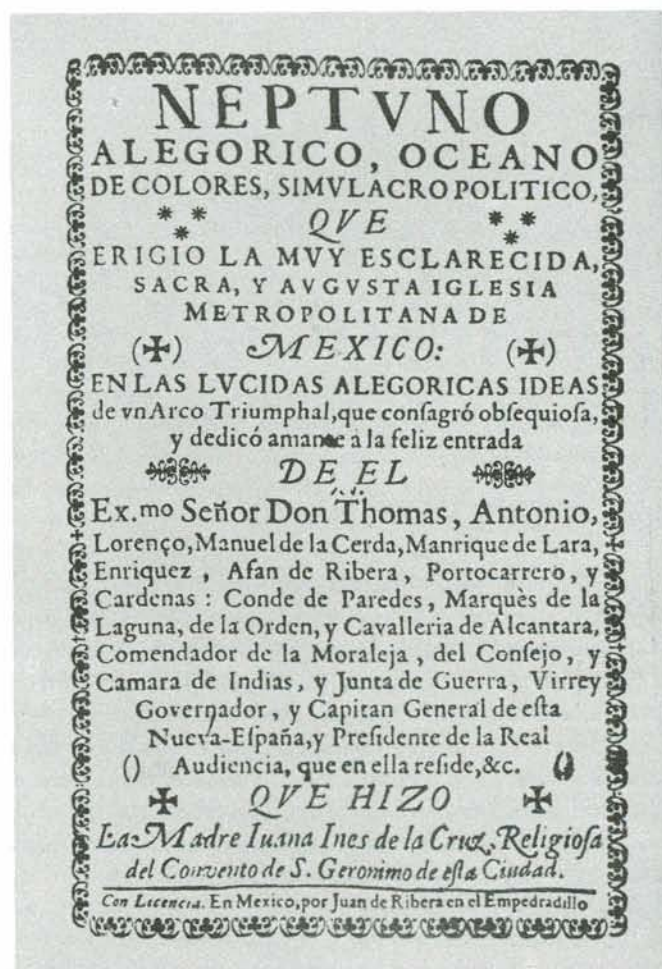 NEPTVNO
ALEGORICO, OCEANO
DE COLORES, SIMVLACRO POLITICO,
QVE
ERIGIO LA MVY ESCLARECIDA,
SACRA, Y AVGVSTA IGLESIA
METROPOLITANA DE
(✠) MEXICO: (✠)
EN LAS LVCIDAS ALEGORICAS IDEAS
de vn Arco Triumphal, que conſagró obſequioſa,
y dedicó amante a la feliz entrada
DE EL
Ex.mo Señor Don Thomas, Antonio,
Lorenço, Manuel de la Cerda, Manrique de Lara,
Enriquez, Afan de Ribera, Portocarrero, y
Cardenas: Conde de Paredes, Marquès de la
Laguna, de la Orden, y Cavalleria de Alcantara,
Comendador de la Moraleja, del Conſejo, y
Camara de Indias, y Junta de Guerra, Virrey
Governador, y Capitan General de eſta
Nueva-Eſpaña, y Preſidente de la Real
() Audiencia, que en ella reſide, &c. ()
✠ QVE HIZO ✠
La Madre Iuana Ines de la Cruz, Religioſa
del Convento de S. Geronimo de eſta Ciudad.
Con Licencia. En Mexico, por Juan de Ribera en el Empedradillo